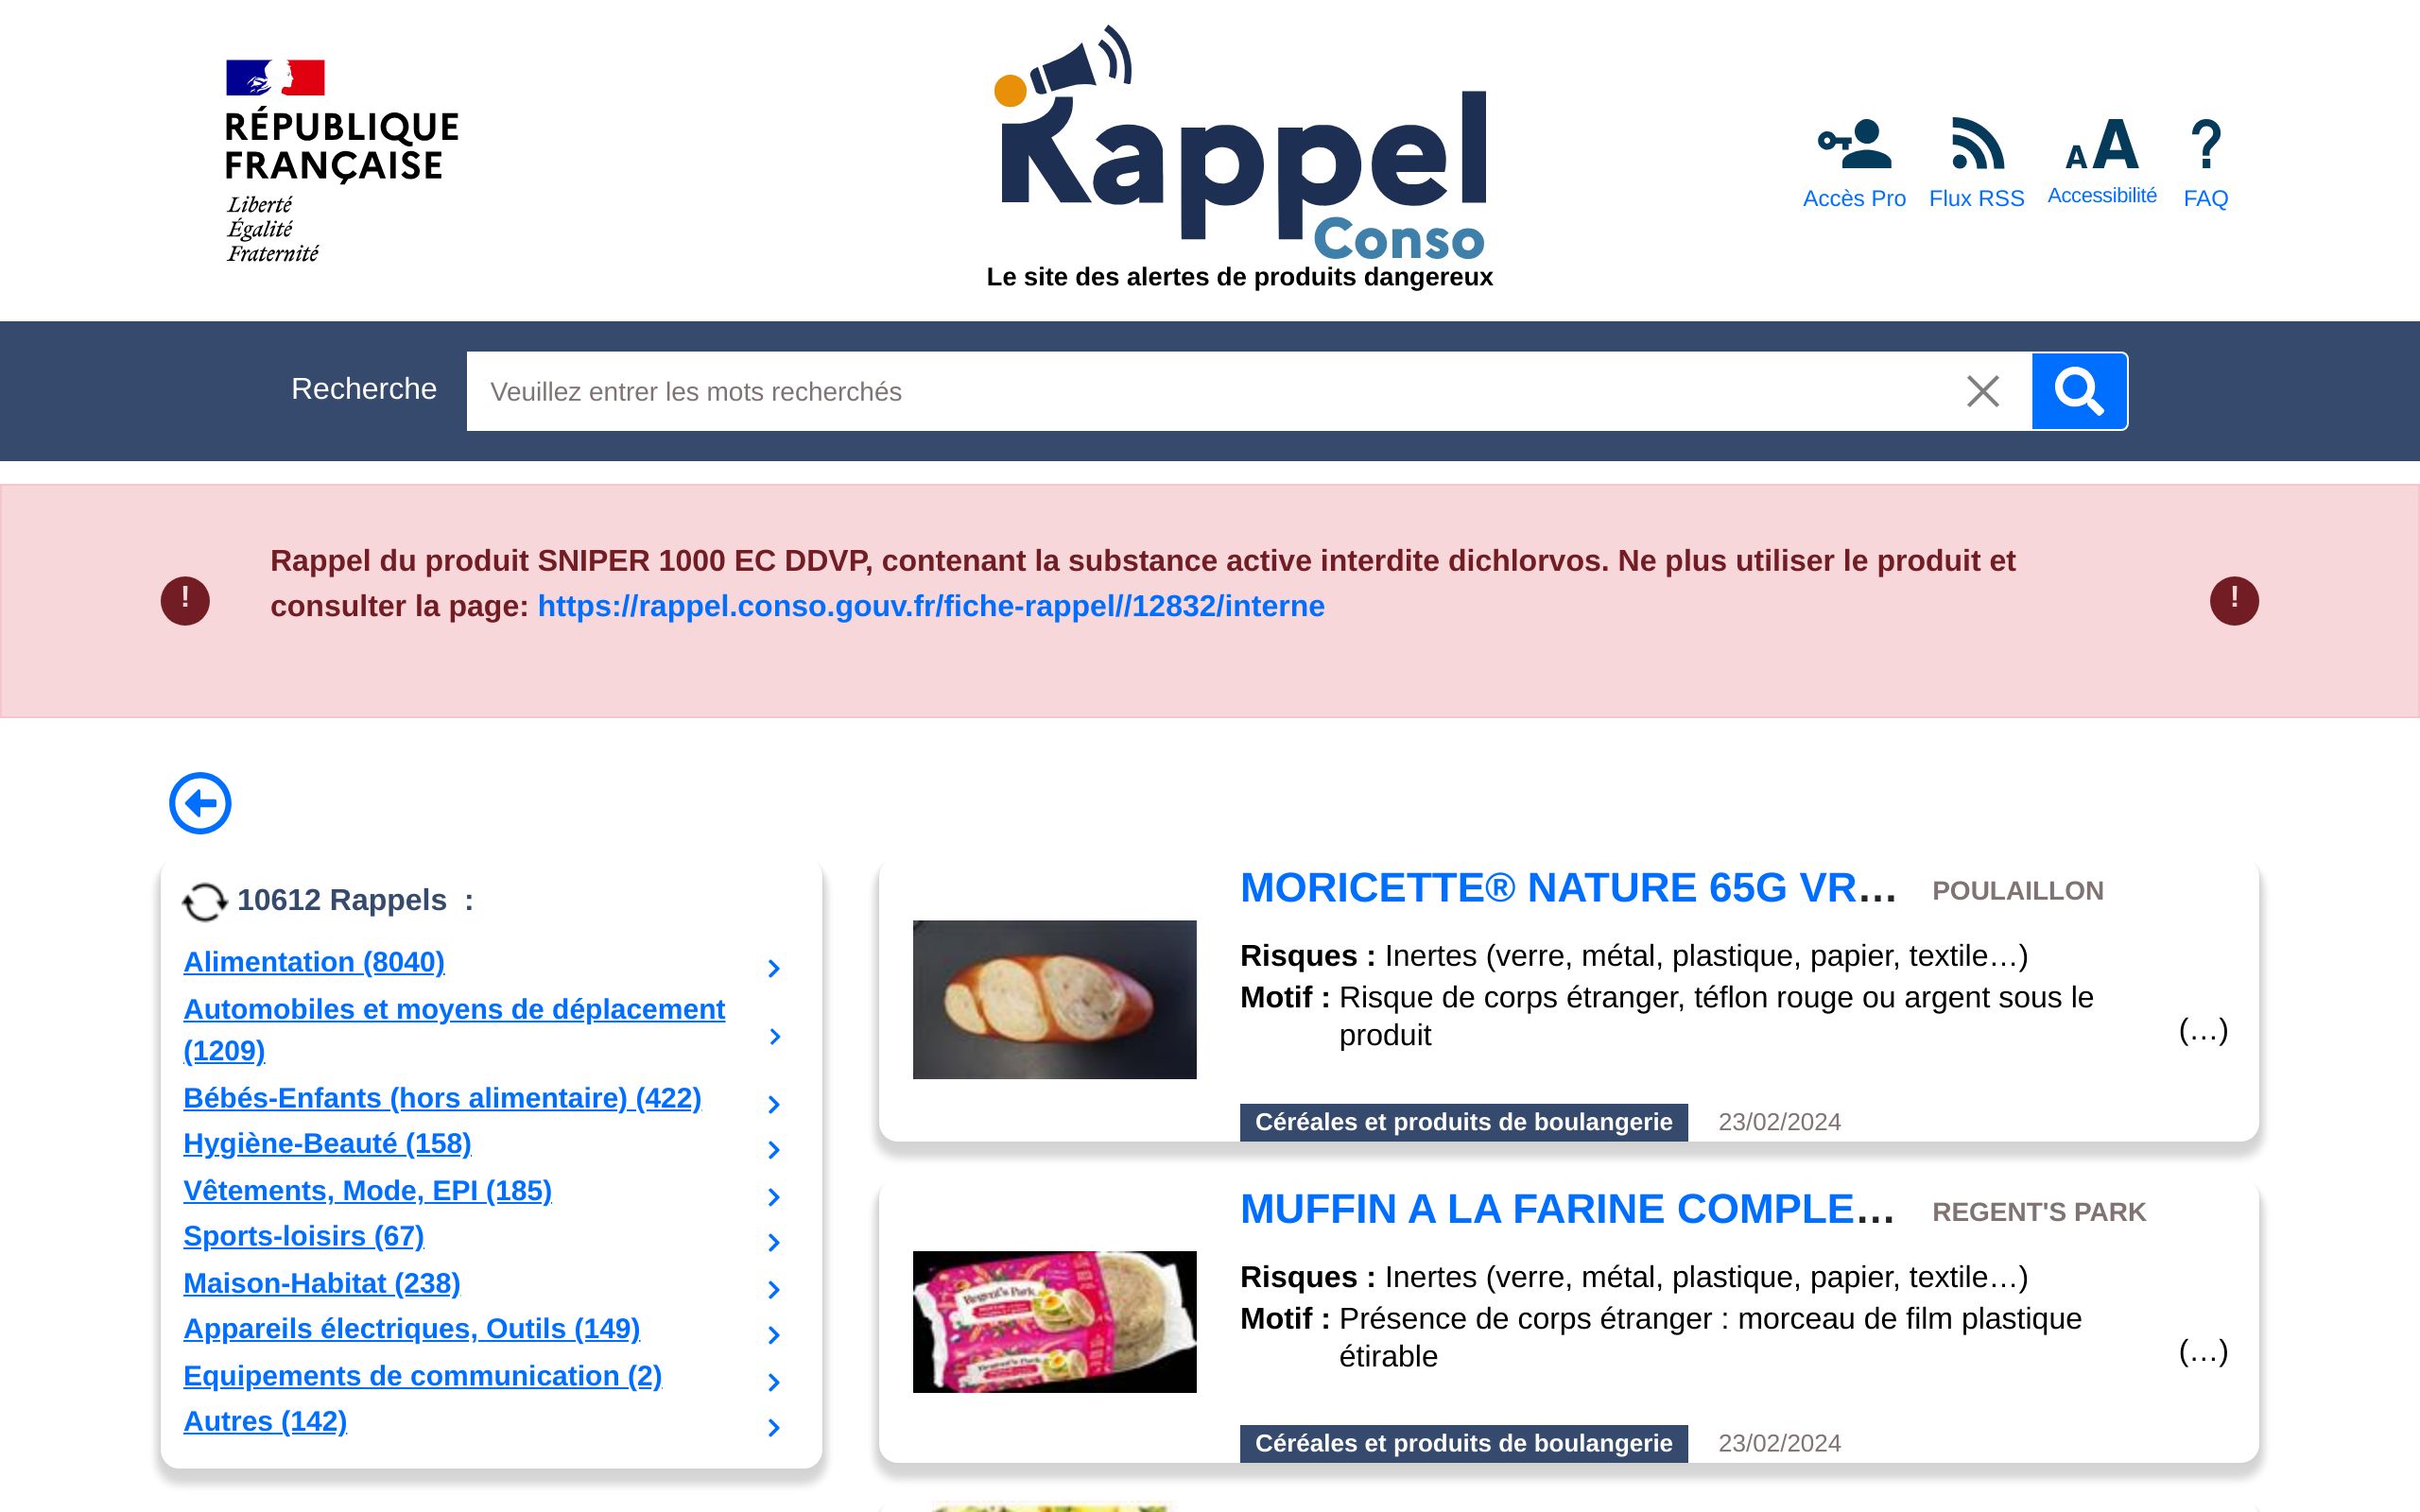 RÉPUBLIQUE
FRANÇAISE
Liberté
Égalité
Fraternité
Rappel
Conso
Le site des alertes de produits dangereux
Accès Pro
Flux RSS
AA
Accessibilité
?
FAQ
Recherche
Veuillez entrer les mots recherchés
!
Rappel du produit SNIPER 1000 EC DDVP, contenant la substance active interdite dichlorvos. Ne plus utiliser le produit et
consulter la page: https://rappel.conso.gouv.fr/fiche-rappel//12832/interne
!
10612 Rappels :
Alimentation (8040)
Automobiles et moyens de déplacement
(1209)
Bébés-Enfants (hors alimentaire) (422)
Hygiène-Beauté (158)
Vêtements, Mode, EPI (185)
Sports-loisirs (67)
Maison-Habitat (238)
Appareils électriques, Outils (149)
Equipements de communication (2)
Autres (142)
MORICETTE® NATURE 65G VR… POULAILLON
Risques : Inertes (verre, métal, plastique, papier, textile…)
Motif : Risque de corps étranger, téflon rouge ou argent sous le
produit
(…)
Céréales et produits de boulangerie 23/02/2024
MUFFIN A LA FARINE COMPLE… REGENT'S PARK
Regent's Park
Regent's Park
Risques : Inertes (verre, métal, plastique, papier, textile…)
Motif : Présence de corps étranger : morceau de film plastique
étirable
(…)
Céréales et produits de boulangerie 23/02/2024